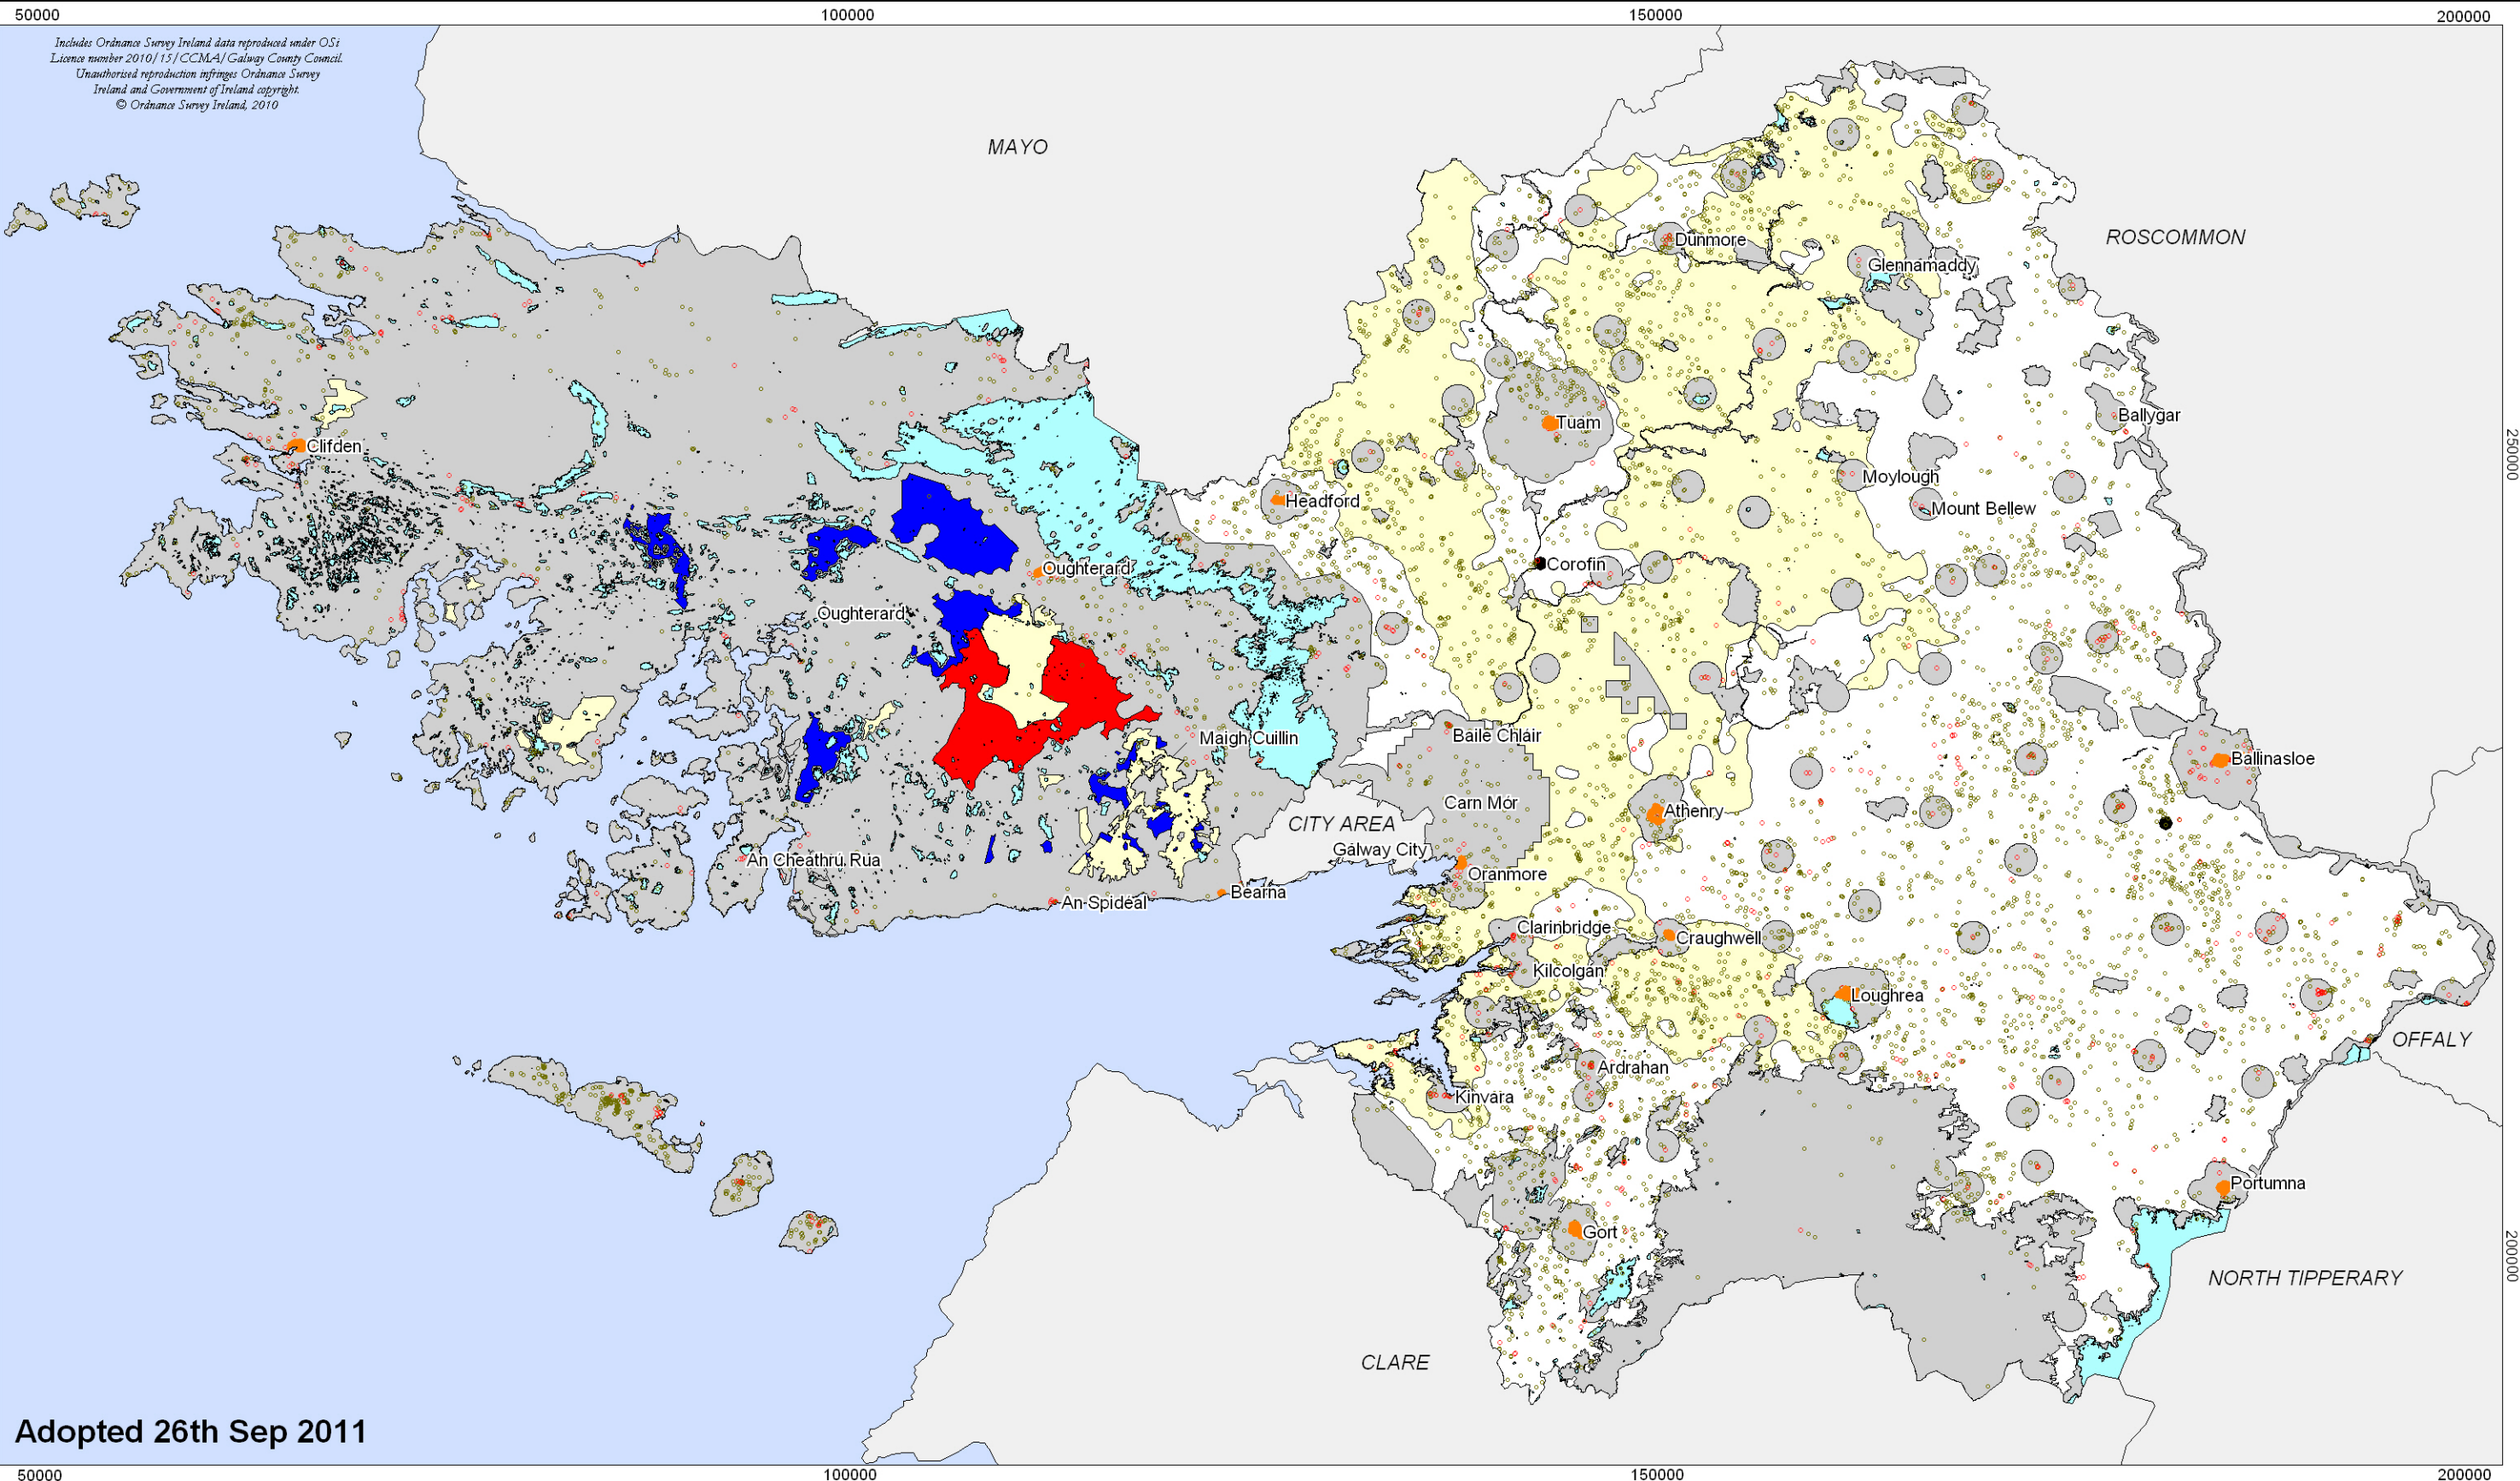 50000
100000
150000
200000
Includes Ordnance Survey Ireland data reproduced under OSi
Licence number 2010/15/CCMA/Galway County Council.
Unauthorised reproduction infringes Ordnance Survey
Ireland and Government of Ireland copyright.
© Ordnance Survey Ireland, 2010
MAYO
ROSCOMMON
Dunmore
Glennamaddy
Ballygar
Tuam
Clifden
250000
Moylough
Headford
Mount Bellew
Corofin
Oughterard
Oughterard
Baile Chláir
Maigh Cuillin
Ballinasloe
Carn Mór
Athenry
CITY AREA
Galway City
An Cheathrú Rua
Oranmore
Bearna
An Spidéal
Clarinbridge
Craughwell
Kilcolgan
Loughrea
OFFALY
Ardrahan
Kinvara
Portumna
Gort
200000
NORTH TIPPERARY
CLARE
Adopted 26th Sep 2011
50000
100000
150000
200000